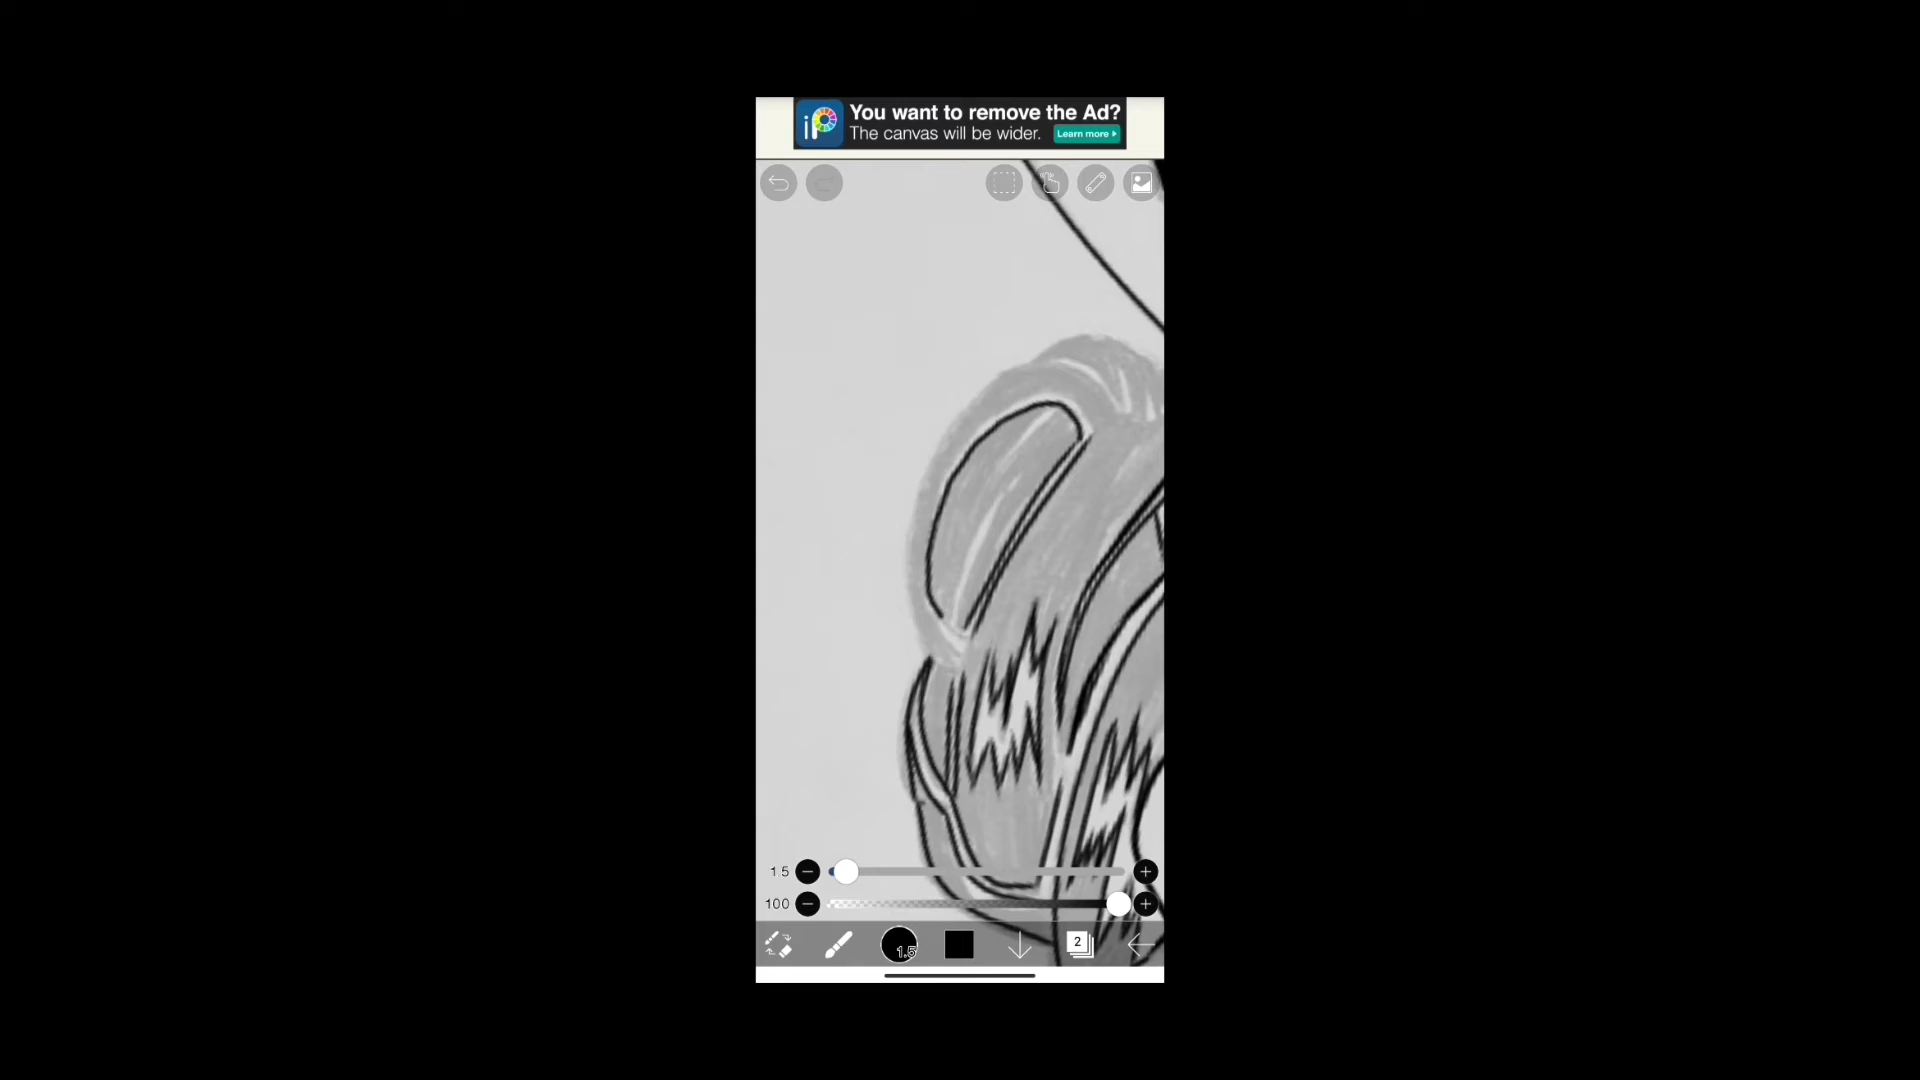 You want to remove the Ad?
The canvas will be wider.
Learn more
1.5
100
1.5
2